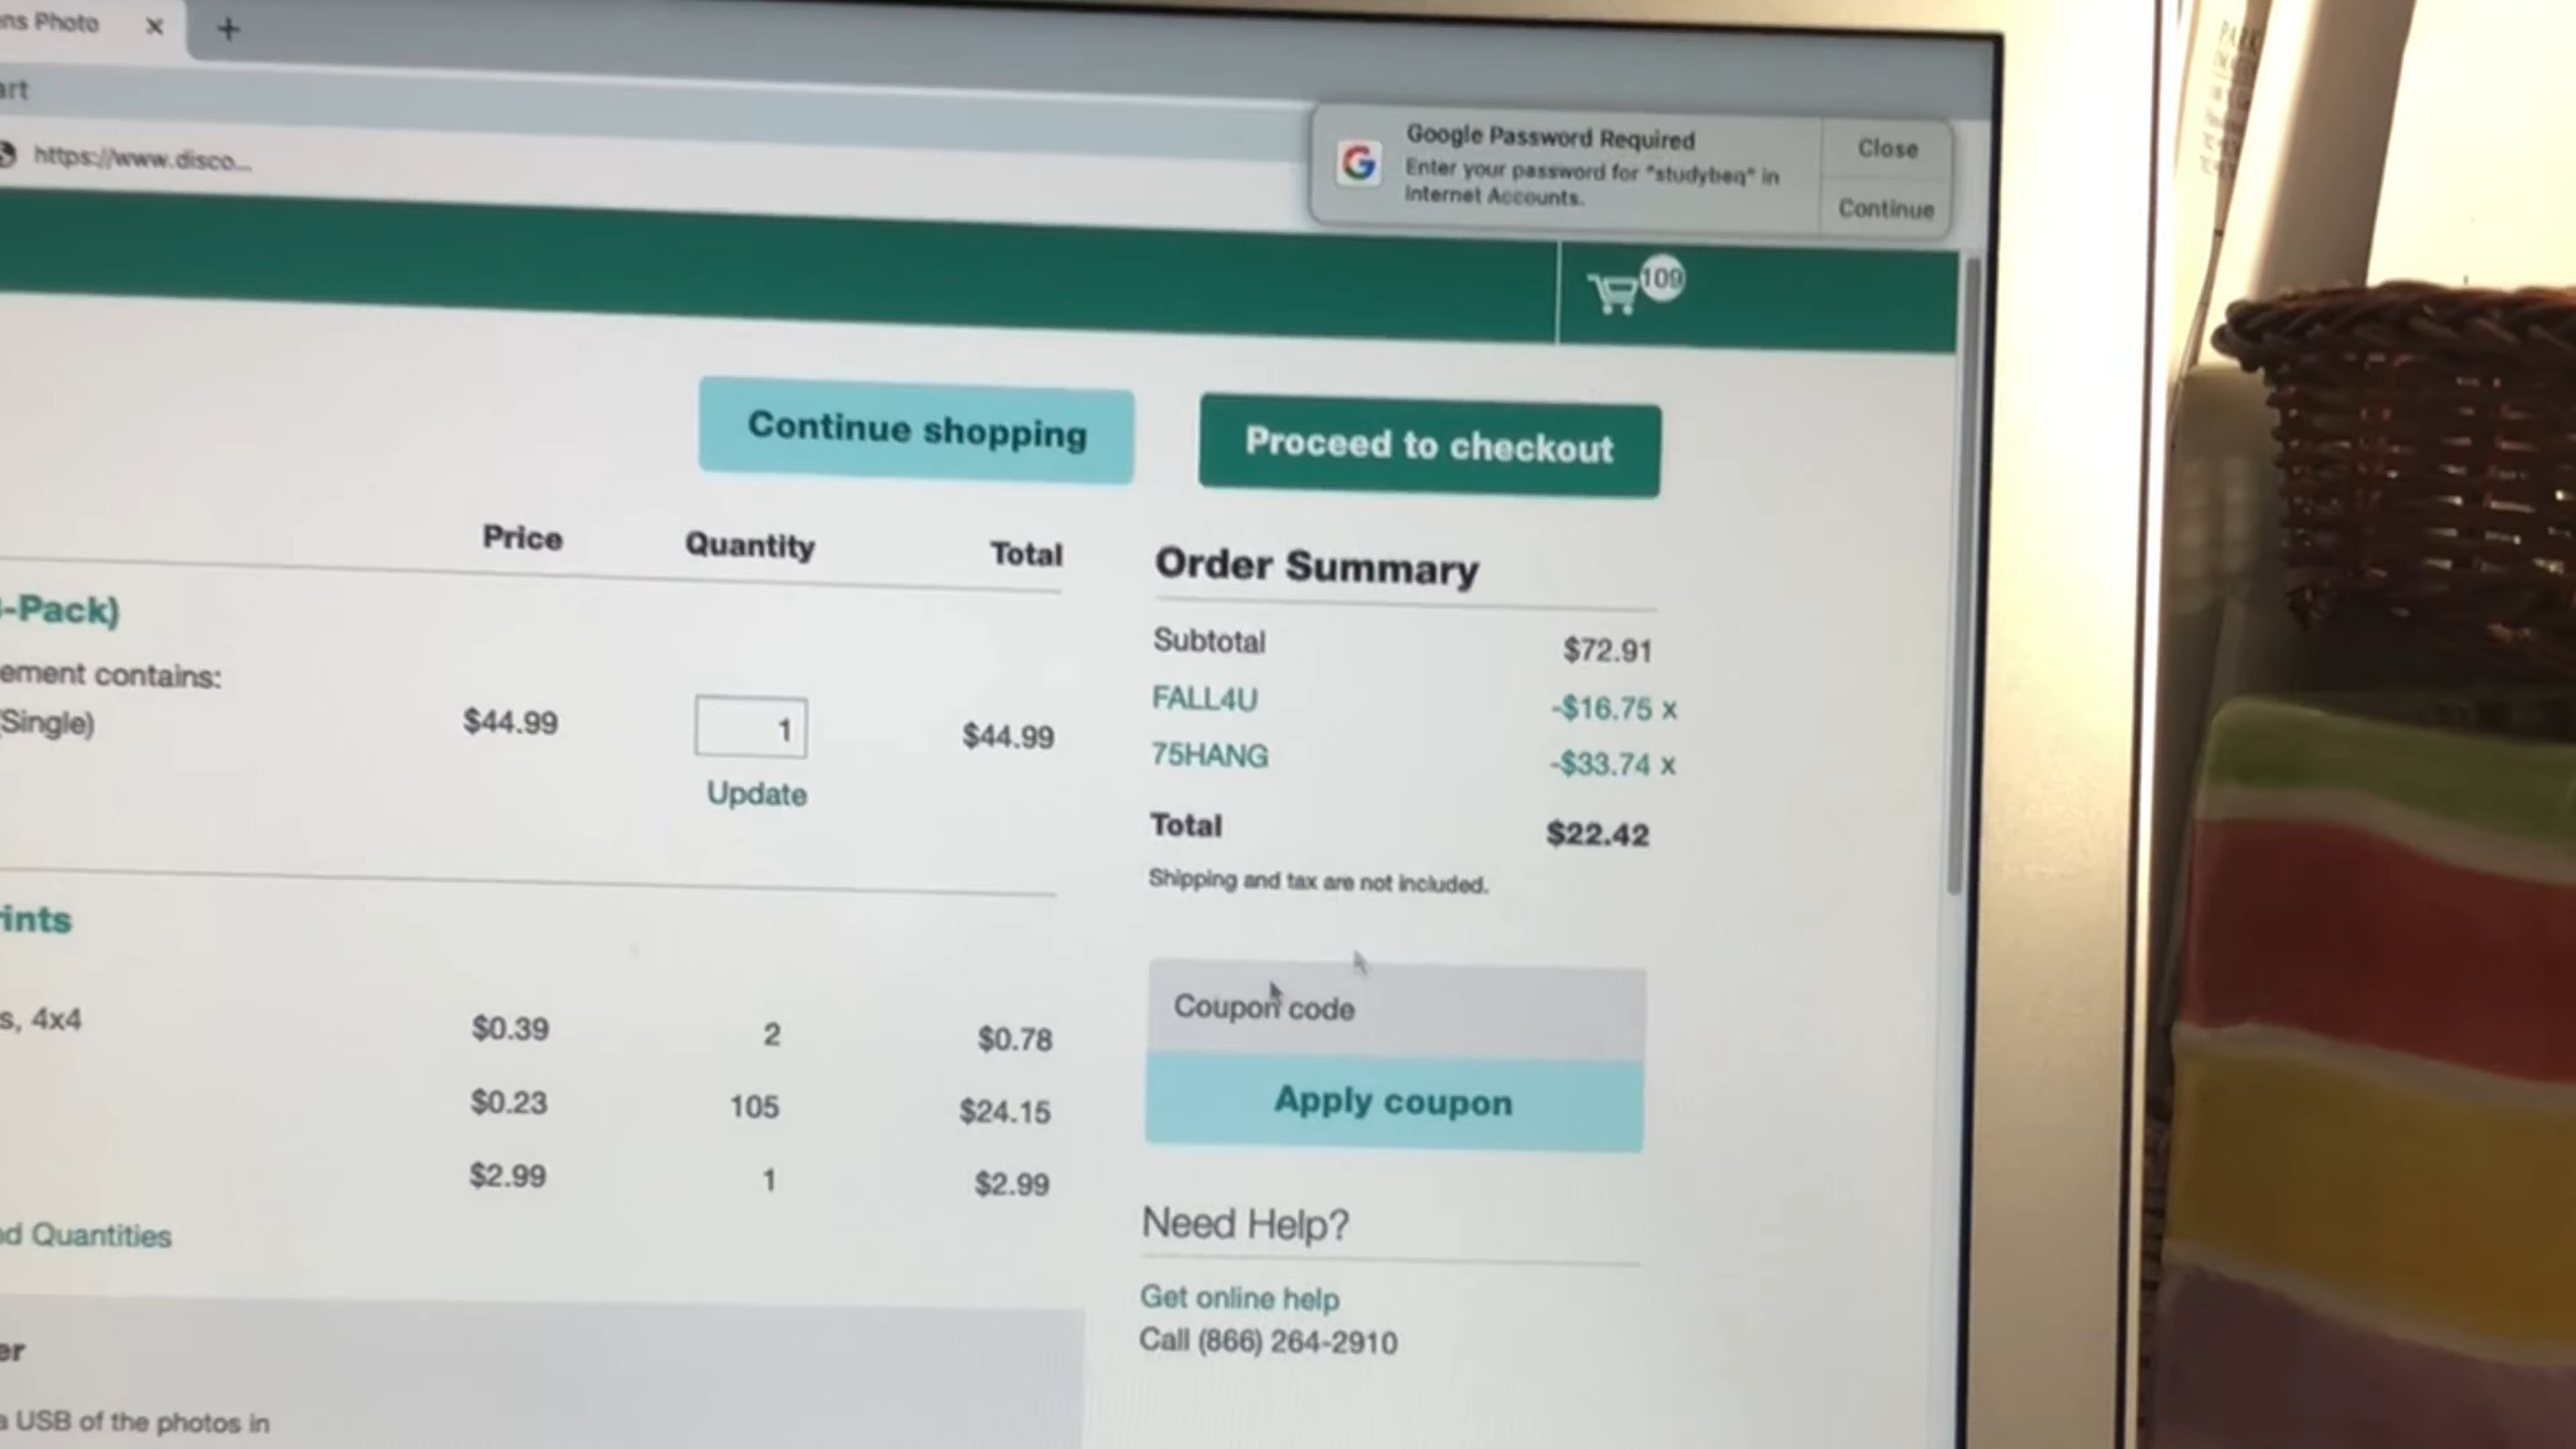 ns Photo
art
https://www.disco...
Google Password Required
Enter your password for "studybeq" in
Internet Accounts.
Close
Continue
109
Continue shopping
Proceed to checkout
Price Quantity Total
-Pack)
ement contains:
(Single)
$44.99 1 $44.99
Update
ints
s, 4x4 $0.39 2 $0.78
$0.23 105 $24.15
$2.99 1 $2.99
d Quantities
er
a USB of the photos in
Order Summary
Subtotal $72.91
FALL4U -$16.75 x
75HANG -$33.74 x
Total $22.42
Shipping and tax are not included.
Coupon code
Apply coupon
Need Help?
Get online help
Call (866) 264-2910
PARK